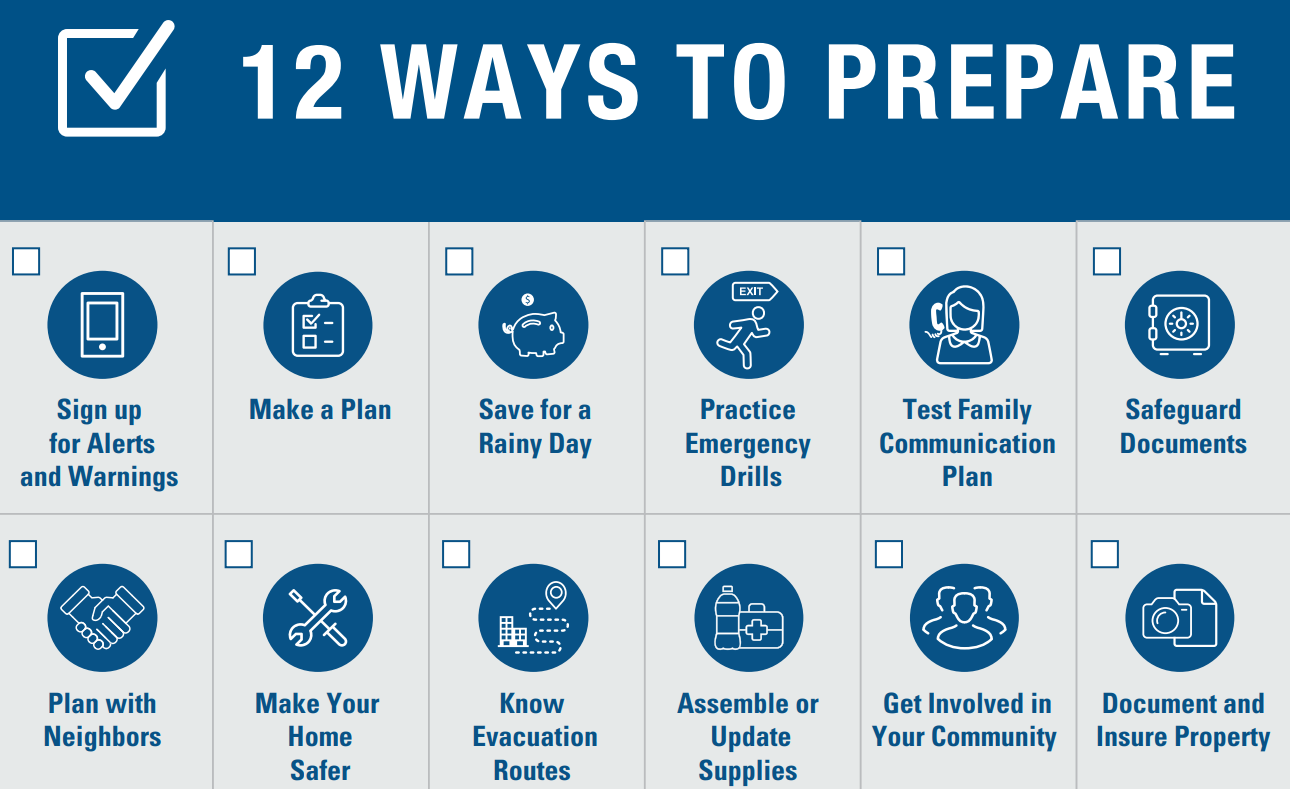 12 WAYS TO PREPARE
Sign up
for Alerts
and Warnings
Make a Plan
$
Save for a
Rainy Day
EXIT
Practice
Emergency
Drills
Test Family
Communication
Plan
Safeguard
Documents
Plan with
Neighbors
Make Your
Home
Safer
Know
Evacuation
Routes
Assemble or
Update
Supplies
Get Involved in
Your Community
Document and
Insure Property